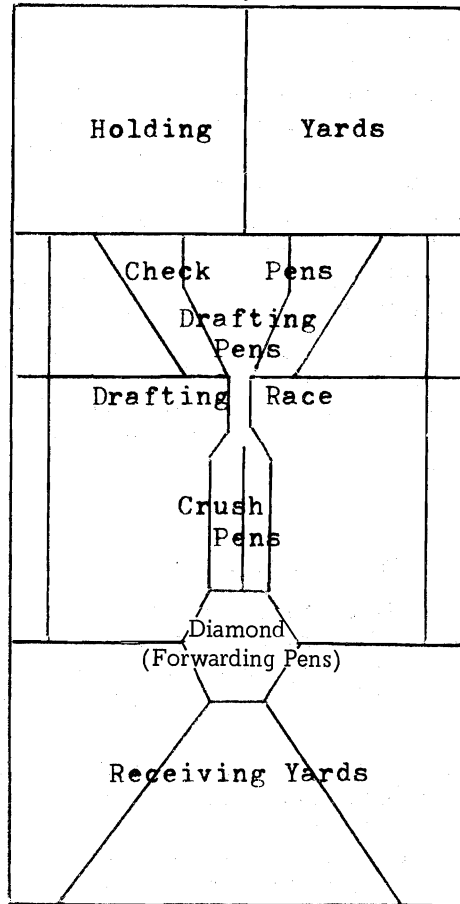 Holding Yards
Check Pens
Drafting
Pens
Drafting Race
Crush
Pens
Diamond
(Forwarding Pens)
Receiving Yards